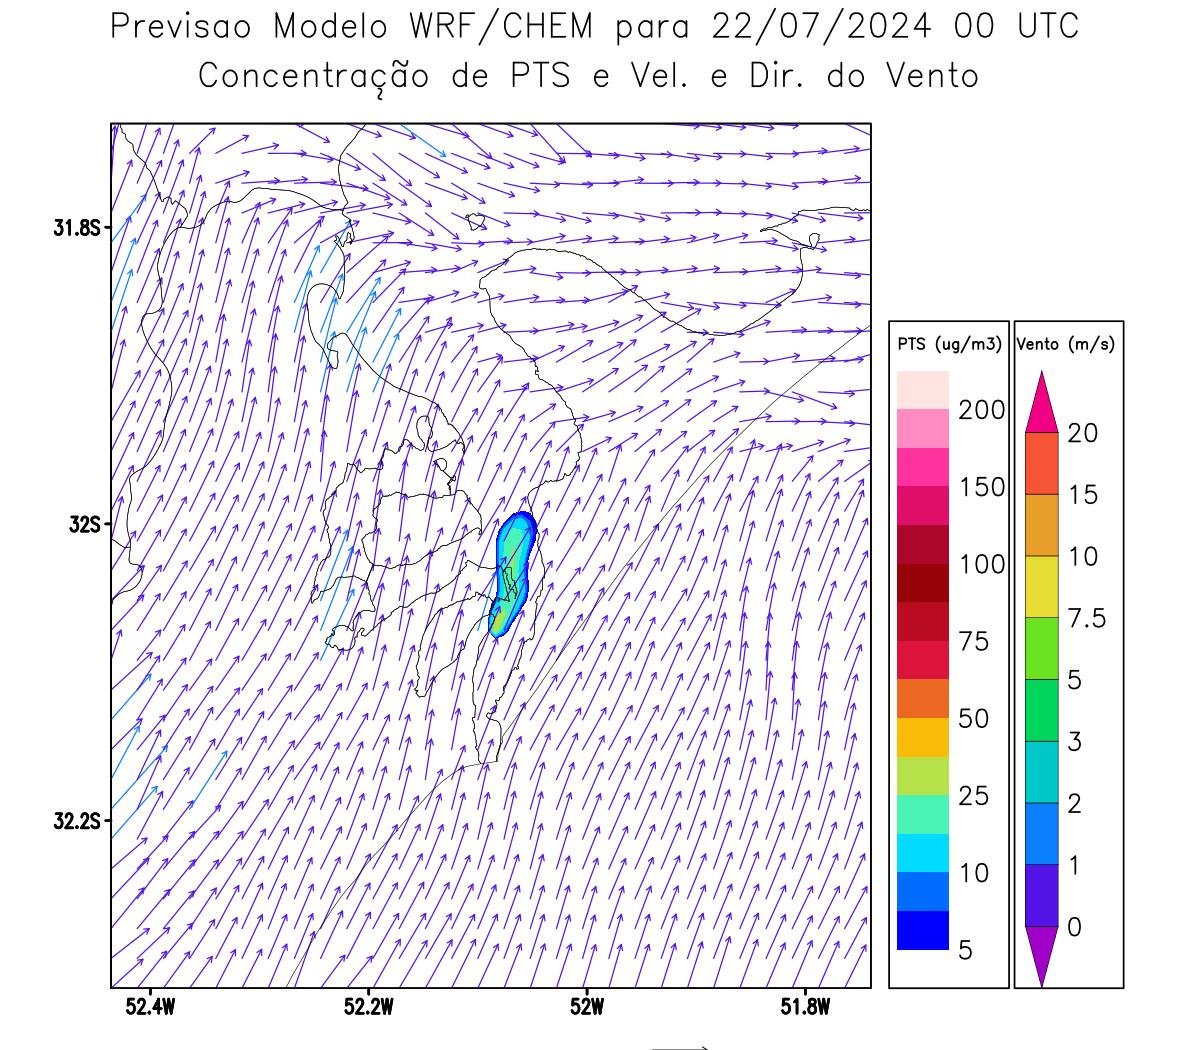 Previsao Modelo WRF/CHEM para 22/07/2024 00 UTC
Concentração de PTS e Vel. e Dir. do Vento
31.8S
32S
32.2S
52.4W
52.2W
52W
51.8W
PTS (ug/m3)
200
150
100
75
50
25
10
5
Vento (m/s)
20
15
10
7.5
5
3
2
1
0